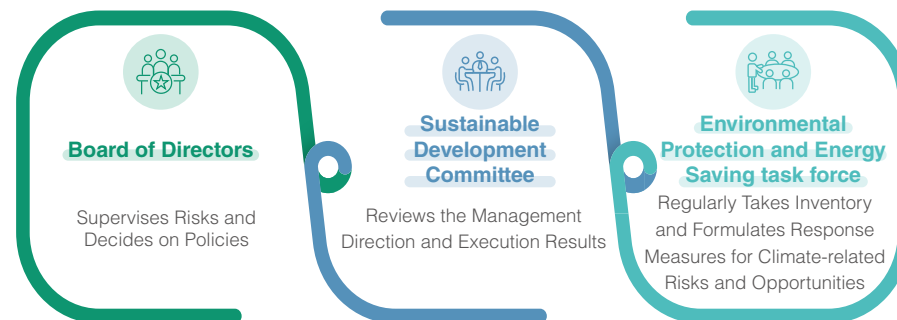 Board of Directors
Supervises Risks and
Decides on Policies
Sustainable
Development
Committee
Reviews the Management
Direction and Execution Results
Environmental
Protection and Energy
Saving task force
Regularly Takes Inventory
and Formulates Response
Measures for Climate-related
Risks and Opportunities